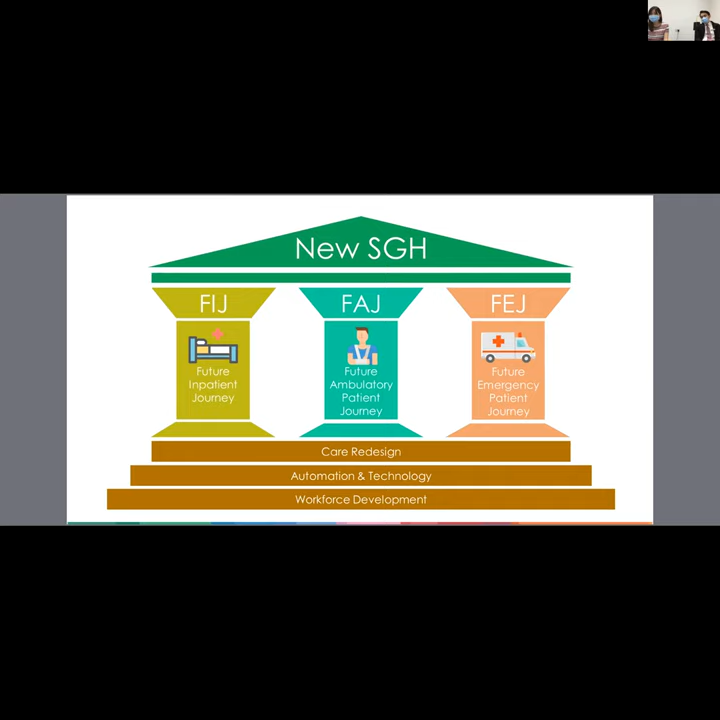 New SGH
FIJ
Future
Inpatient
Journey
FAJ
Future
Ambulatory
Patient
Journey
FEJ
Future
Emergency
Patient
Journey
Care Redesign
Automation & Technology
Workforce Development